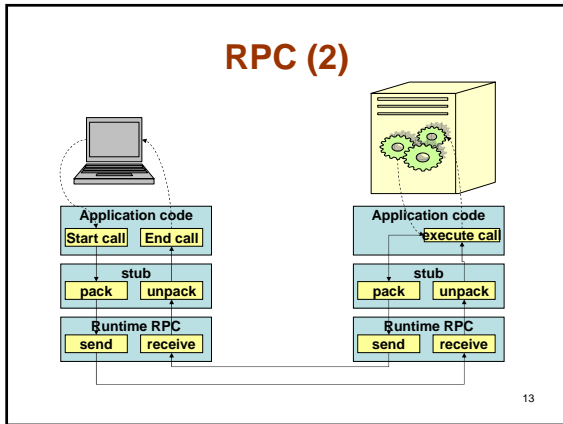 RPC (2)
Application code
Start call End call
stub
pack unpack
Runtime RPC
send receive
Application code
execute call
stub
pack unpack
Runtime RPC
send receive
13